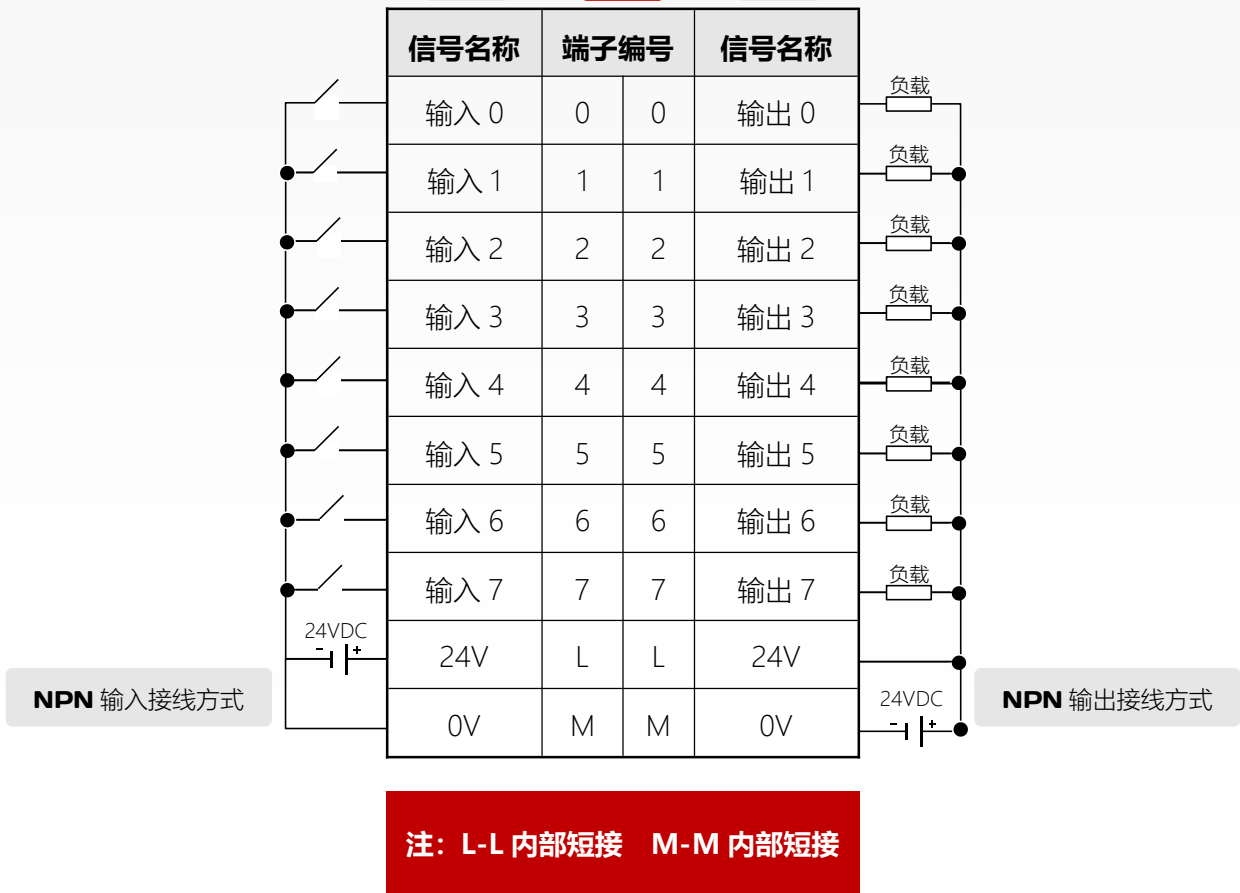 信号名称 端子编号 信号名称
负载
输入 0 0 0 输出 0
负载
输入 1 1 1 输出 1
负载
输入 2 2 2 输出 2
负载
输入 3 3 3 输出 3
负载
输入 4 4 4 输出 4
负载
输入 5 5 5 输出 5
负载
输入 6 6 6 输出 6
负载
输入 7 7 7 输出 7
24VDC
- +
24V L L 24V
NPN 输入接线方式
24VDC
- +
NPN 输出接线方式
0V M M 0V
注：L-L 内部短接 M-M 内部短接